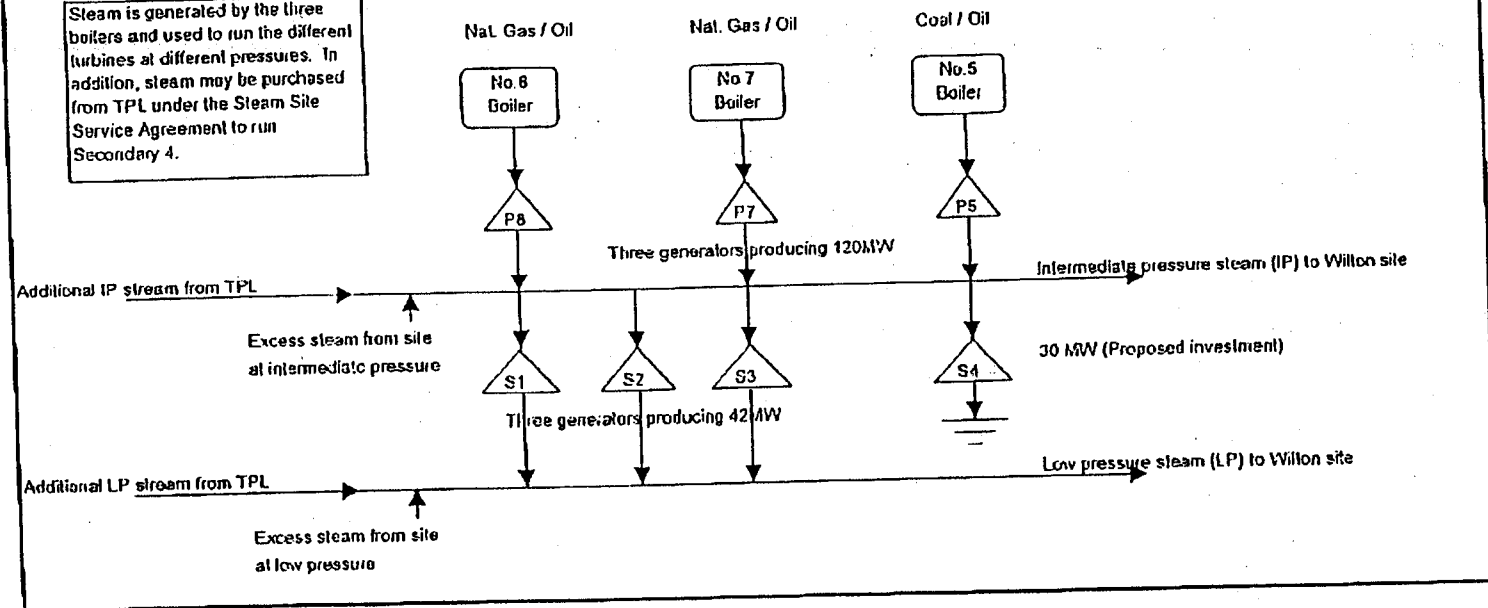 Steam is generated by the three
boilers and used to run the different
turbines at different pressures. In
addition, steam may be purchased
from TPL under the Steam Site
Service Agreement to run
Secondary 4.
Nat. Gas / Oil
Nat. Gas / Oil
Coal / Oil
No.8
Boiler
No.7
Boiler
No.5
Boiler
P8
P7
P5
Three generators producing 120MW
Intermediate pressure steam (IP) to Wilton site
Additional IP stream from TPL
Excess steam from site
at intermediate pressure
S1
S2
S3
S4
30 MW (Proposed investment)
Three generators producing 42MW
Low pressure steam (LP) to Wilton site
Additional LP stream from TPL
Excess steam from site
at low pressure